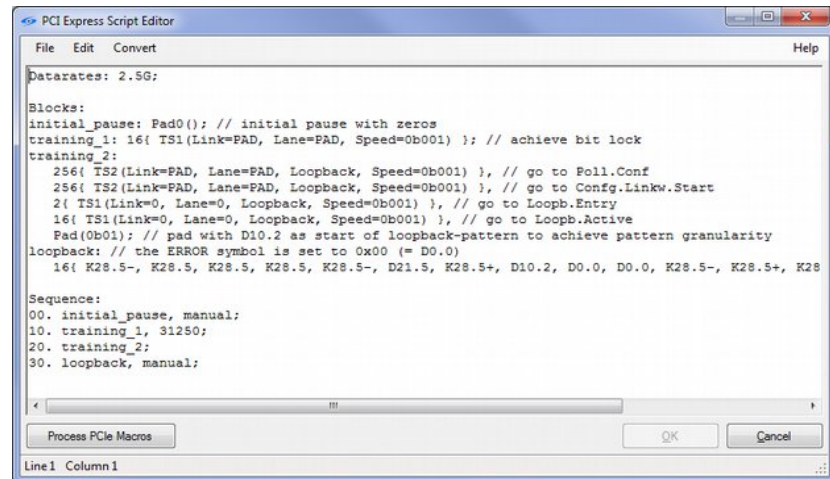 PCI Express Script Editor
File Edit Convert Help
Datarates: 2.5G;
Blocks:
initial_pause: Pad0(); // initial pause with zeros
training_1: 16{ TS1(Link=PAD, Lane=PAD, Speed=0b001) }; // achieve bit lock
training_2:
256{ TS2(Link=PAD, Lane=PAD, Loopback, Speed=0b001) }, // go to Poll.Conf
256{ TS2(Link=PAD, Lane=PAD, Loopback, Speed=0b001) }, // go to Confg.Linkw.Start
2{ TS1(Link=0, Lane=0, Loopback, Speed=0b001) }, // go to Loopb.Entry
16{ TS1(Link=0, Lane=0, Loopback, Speed=0b001) }, // go to Loopb.Active
Pad(0b01); // pad with D10.2 as start of loopback-pattern to achieve pattern granularity
loopback: // the ERROR symbol is set to 0x00 (= D0.0)
16{ K28.5-, K28.5, K28.5, K28.5, K28.5-, D21.5, K28.5+, D10.2, D0.0, D0.0, K28.5-, K28.5+, K28
Sequence:
00. initial_pause, manual;
10. training_1, 31250;
20. training_2;
30. loopback, manual;
Process PCIe Macros OK Cancel
Line 1 Column 1